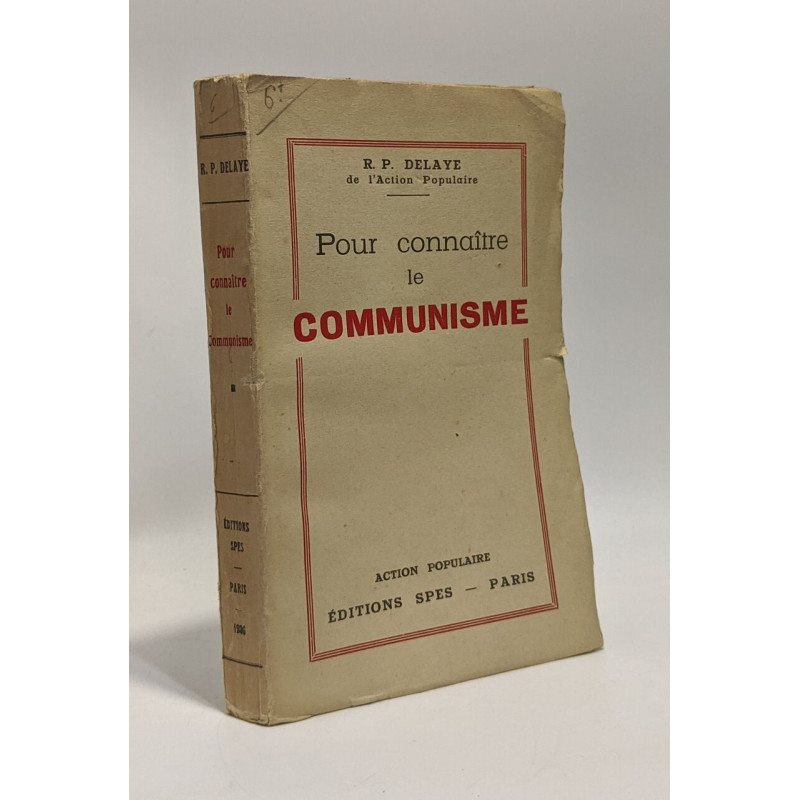 6
R. P. DELAYE
Pour
connaître
le
Communisme
ÉDITIONS
SPES
—
PARIS
—
1936
R. P. DELAYE
de l'Action Populaire
Pour connaître
le
COMMUNISME
ACTION POPULAIRE
ÉDITIONS SPES — PARIS